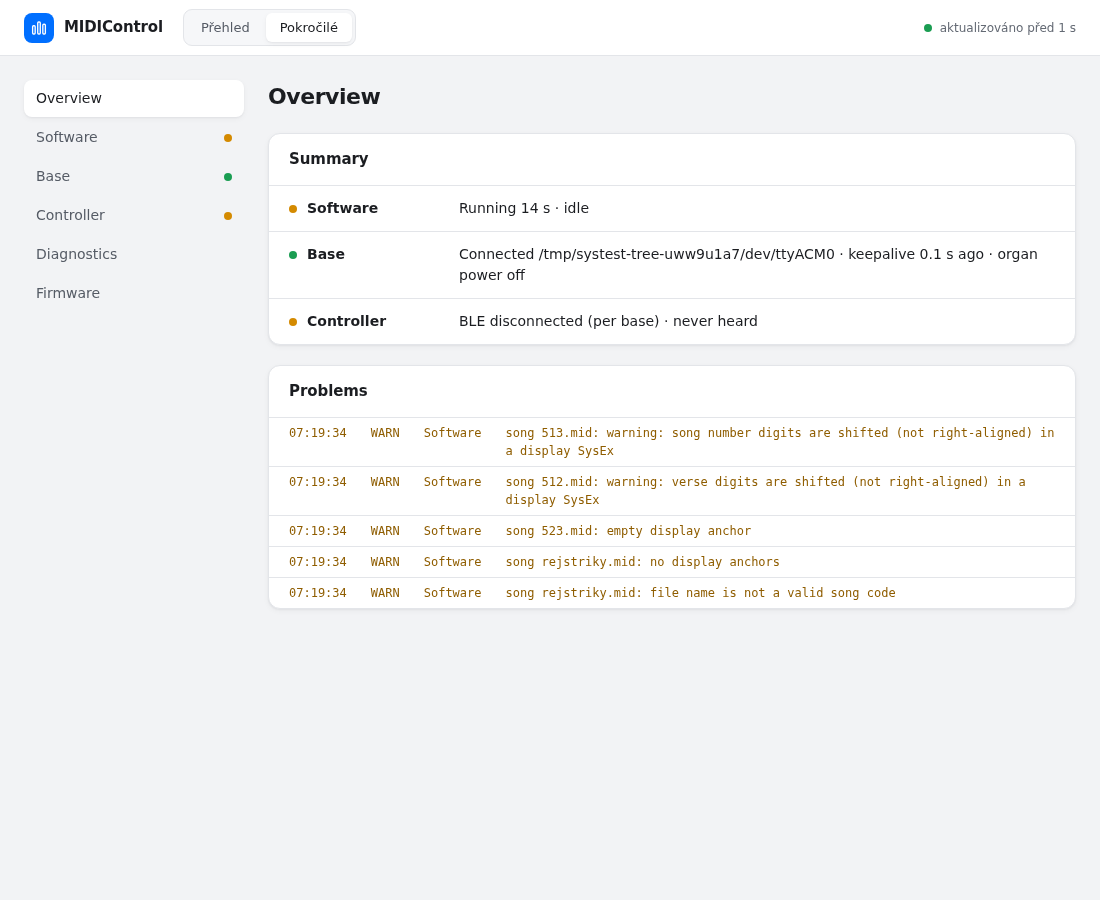 MIDIControl
Přehled
Pokročilé
aktualizováno před 1 s
Overview
Software
Base
Controller
Diagnostics
Firmware
Overview
Summary
Software
Running 14 s · idle
Base
Connected /tmp/systest-tree-uww9u1a7/dev/ttyACM0 · keepalive 0.1 s ago · organ
power off
Controller
BLE disconnected (per base) · never heard
Problems
07:19:34 WARN Software song 513.mid: warning: song number digits are shifted (not right-aligned) in
a display SysEx
07:19:34 WARN Software song 512.mid: warning: verse digits are shifted (not right-aligned) in a
display SysEx
07:19:34 WARN Software song 523.mid: empty display anchor
07:19:34 WARN Software song rejstriky.mid: no display anchors
07:19:34 WARN Software song rejstriky.mid: file name is not a valid song code